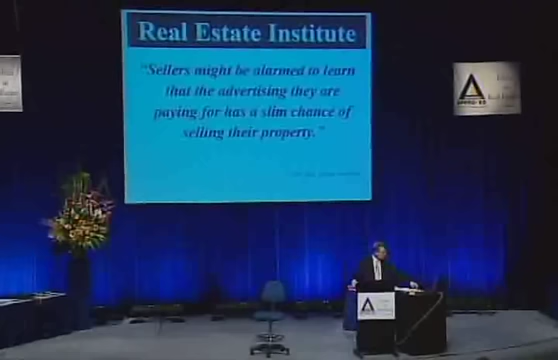 Real Estate Institute
"Sellers might be alarmed to learn
that the advertising they are
paying for has a slim chance of
selling their property."